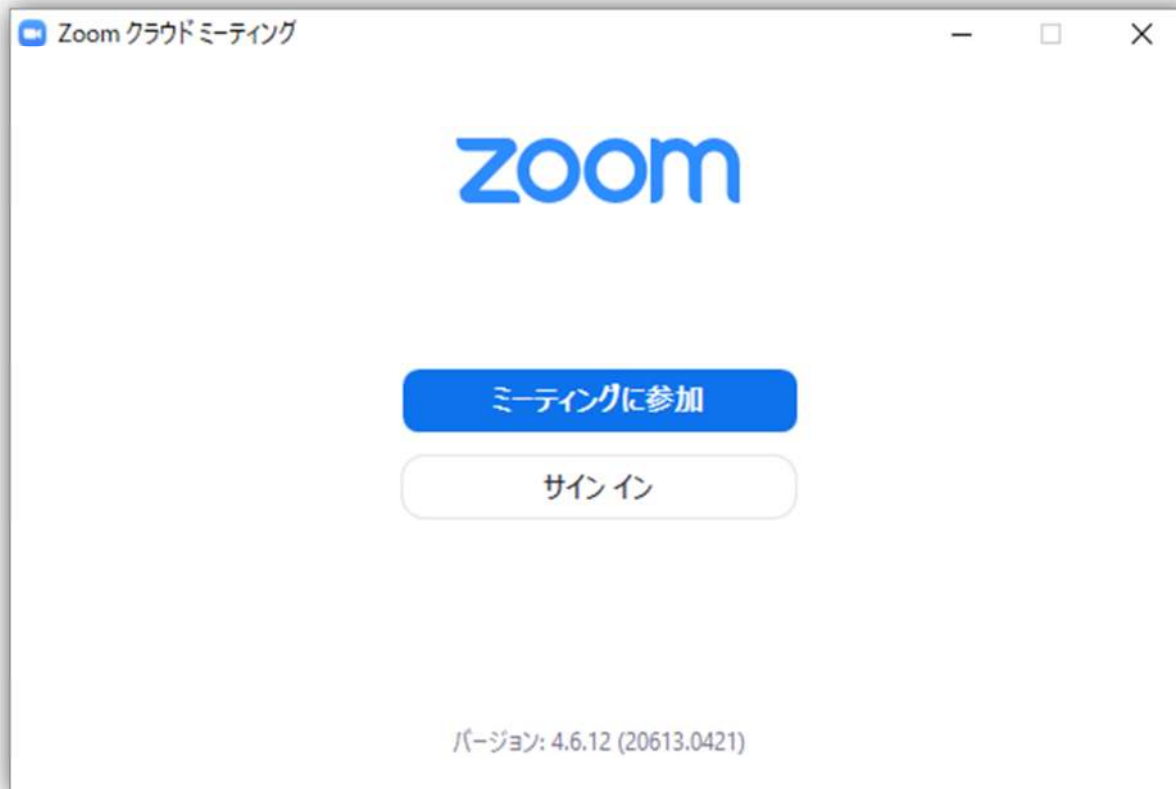 Zoom クラウド ミーティング
zoom
ミーティングに参加
サイン イン
バージョン: 4.6.12 (20613.0421)